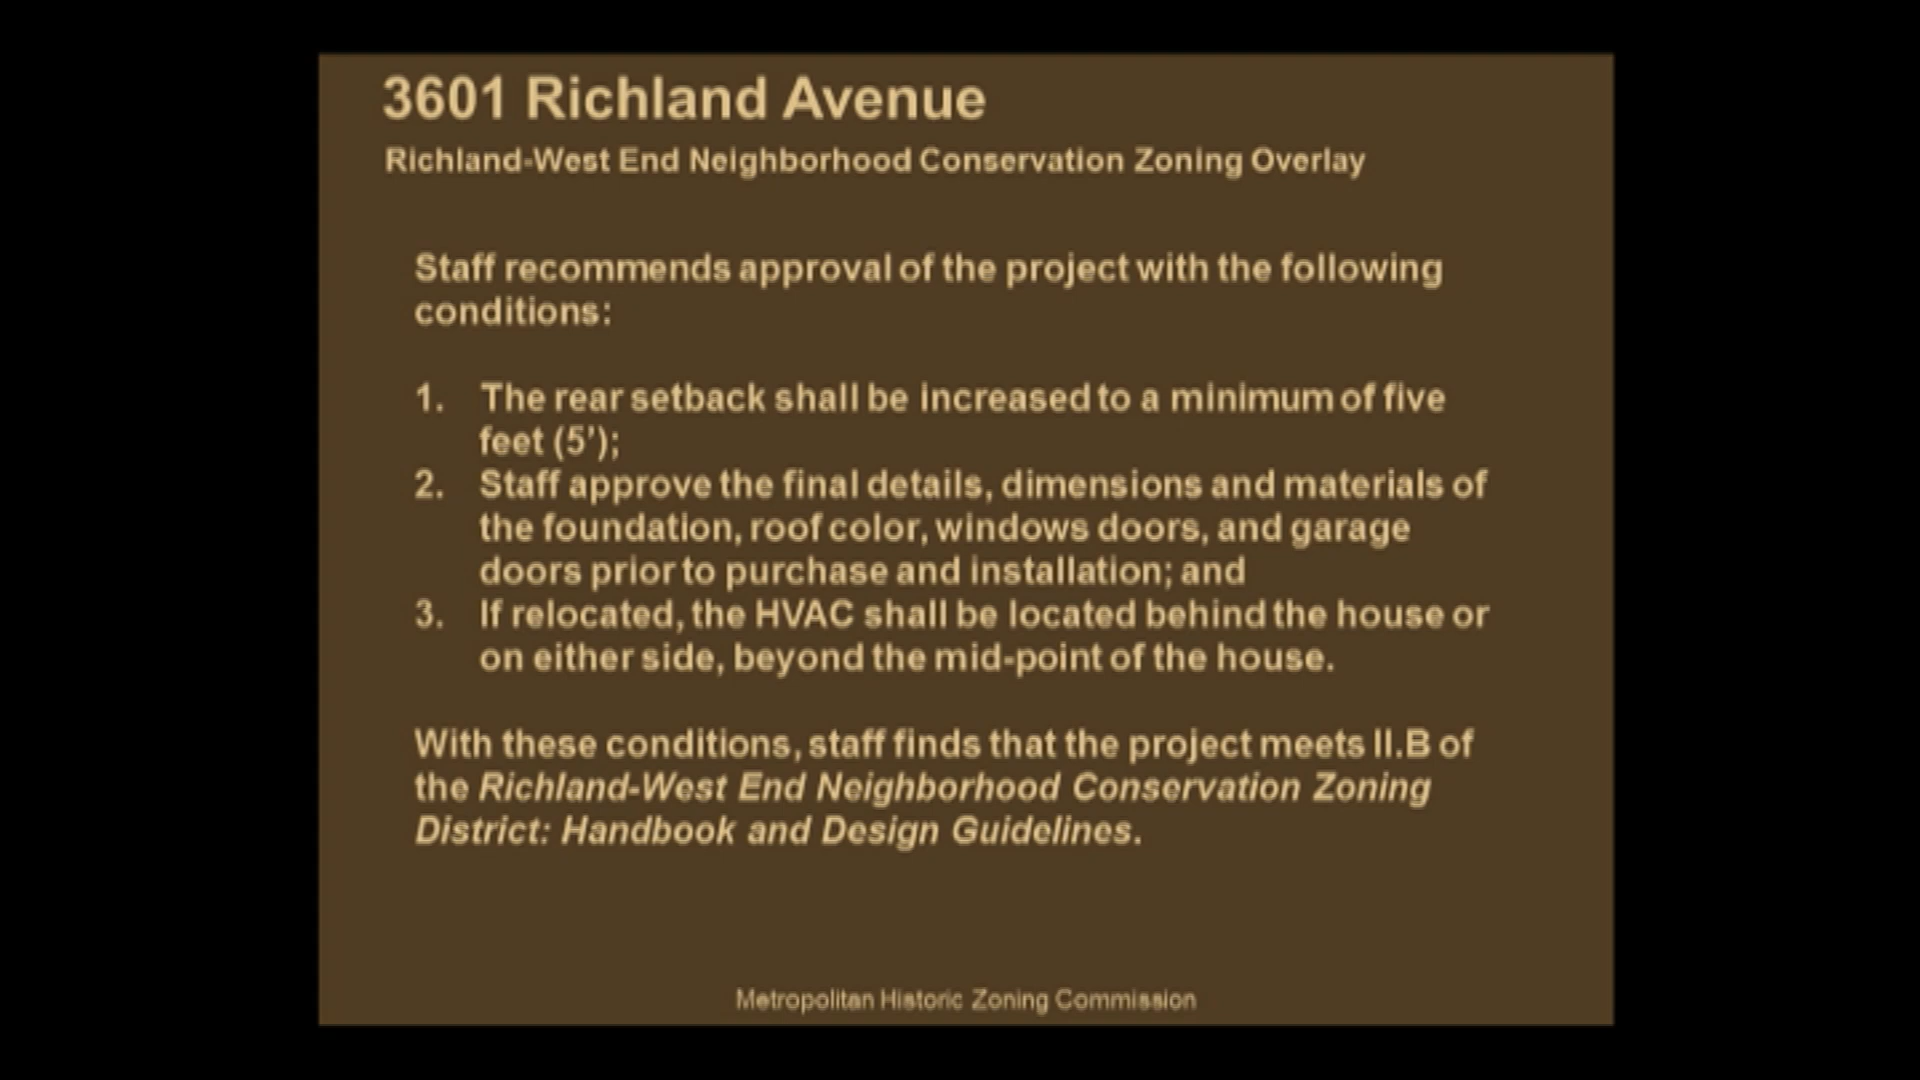 3601 Richland Avenue
Richland-West End Neighborhood Conservation Zoning Overlay
Staff recommends approval of the project with the following
conditions:
1. The rear setback shall be increased to a minimum of five
feet (5');
2. Staff approve the final details, dimensions and materials of
the foundation, roof color, windows doors, and garage
doors prior to purchase and installation; and
3. If relocated, the HVAC shall be located behind the house or
on either side, beyond the mid-point of the house.
With these conditions, staff finds that the project meets II.B of
the Richland-West End Neighborhood Conservation Zoning
District: Handbook and Design Guidelines.
Metropolitan Historic Zoning Commission